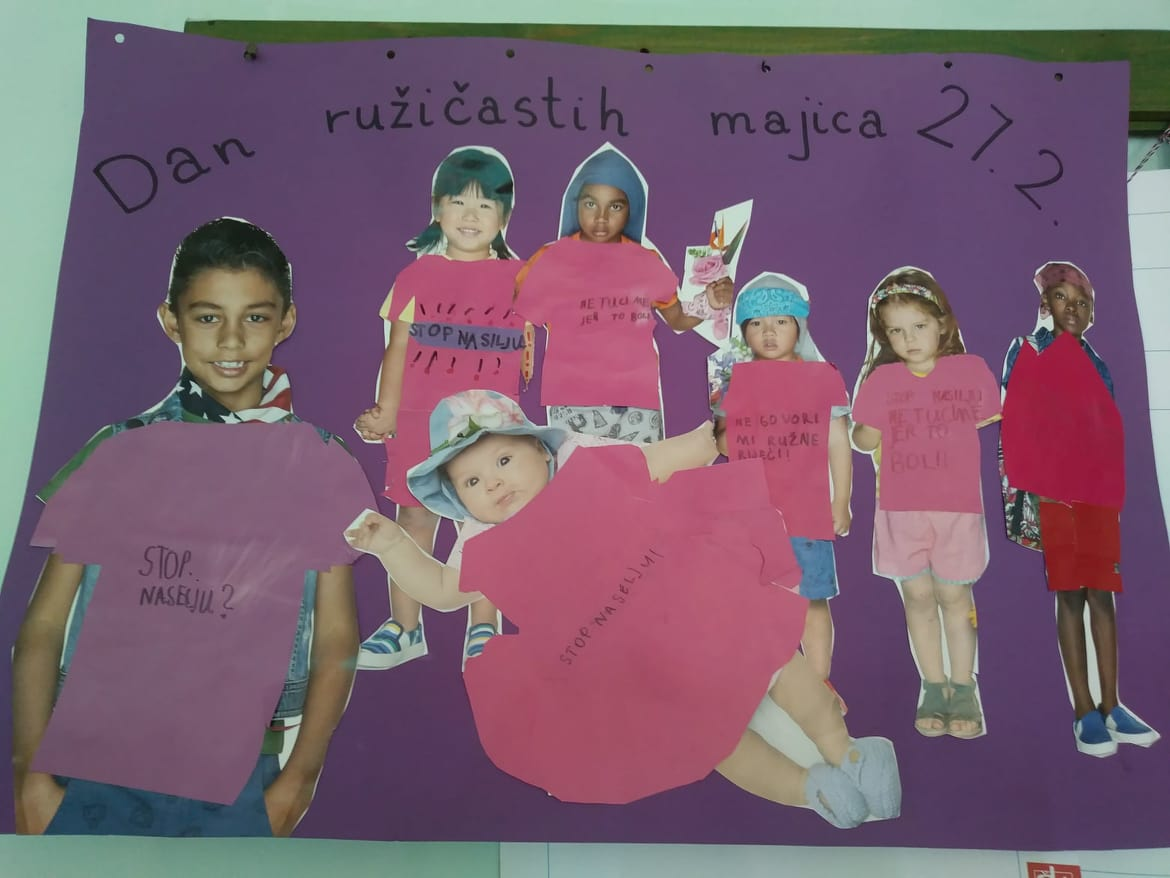 Dan ružičastih majica 27. 2.
STOP NASILJU!
NE TUCI ME
JER TO BOLI
NE GOVORI
MI RUŽNE
RIJEČI!
STOP NASILJU
NE TUCI ME
JER TO
BOLI!
STOP.
NASELJU?
STOP NASELJU!